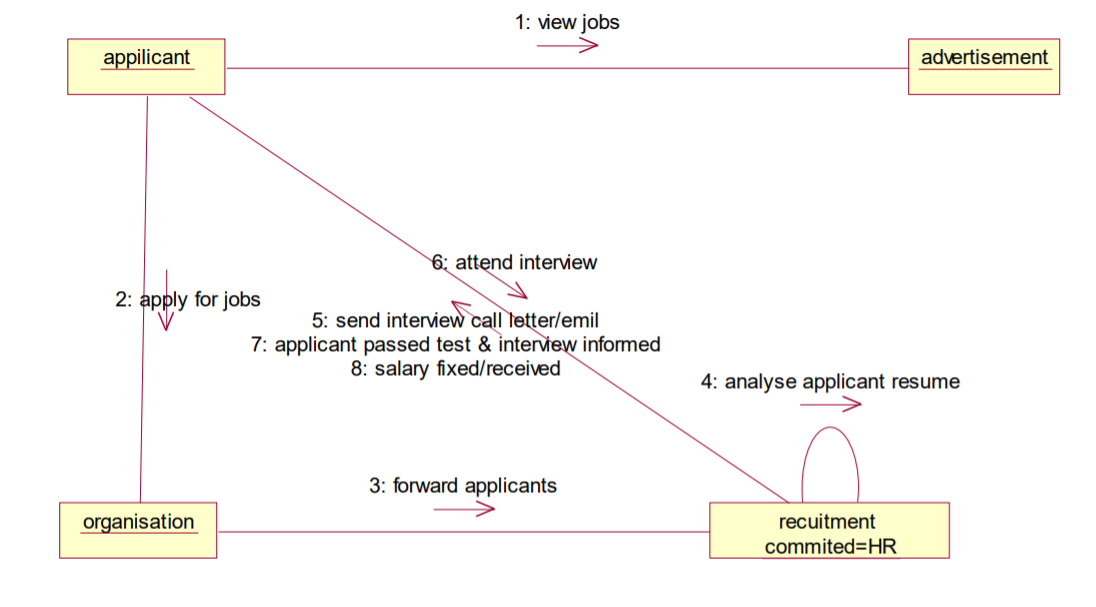 1: view jobs
appilicant
advertisement
6: attend interview
2: apply for jobs
5: send interview call letter/emil
7: applicant passed test & interview informed
8: salary fixed/received
4: analyse applicant resume
3: forward applicants
organisation
recuitment
commited=HR